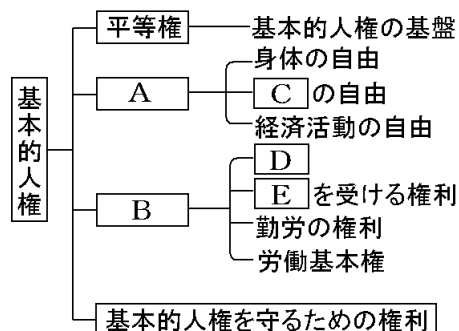 平等権
基本的人権の基盤
身体の自由
A
Cの自由
経済活動の自由
基本的人権
D
B
Eを受ける権利
勤労の権利
労働基本権
基本的人権を守るための権利